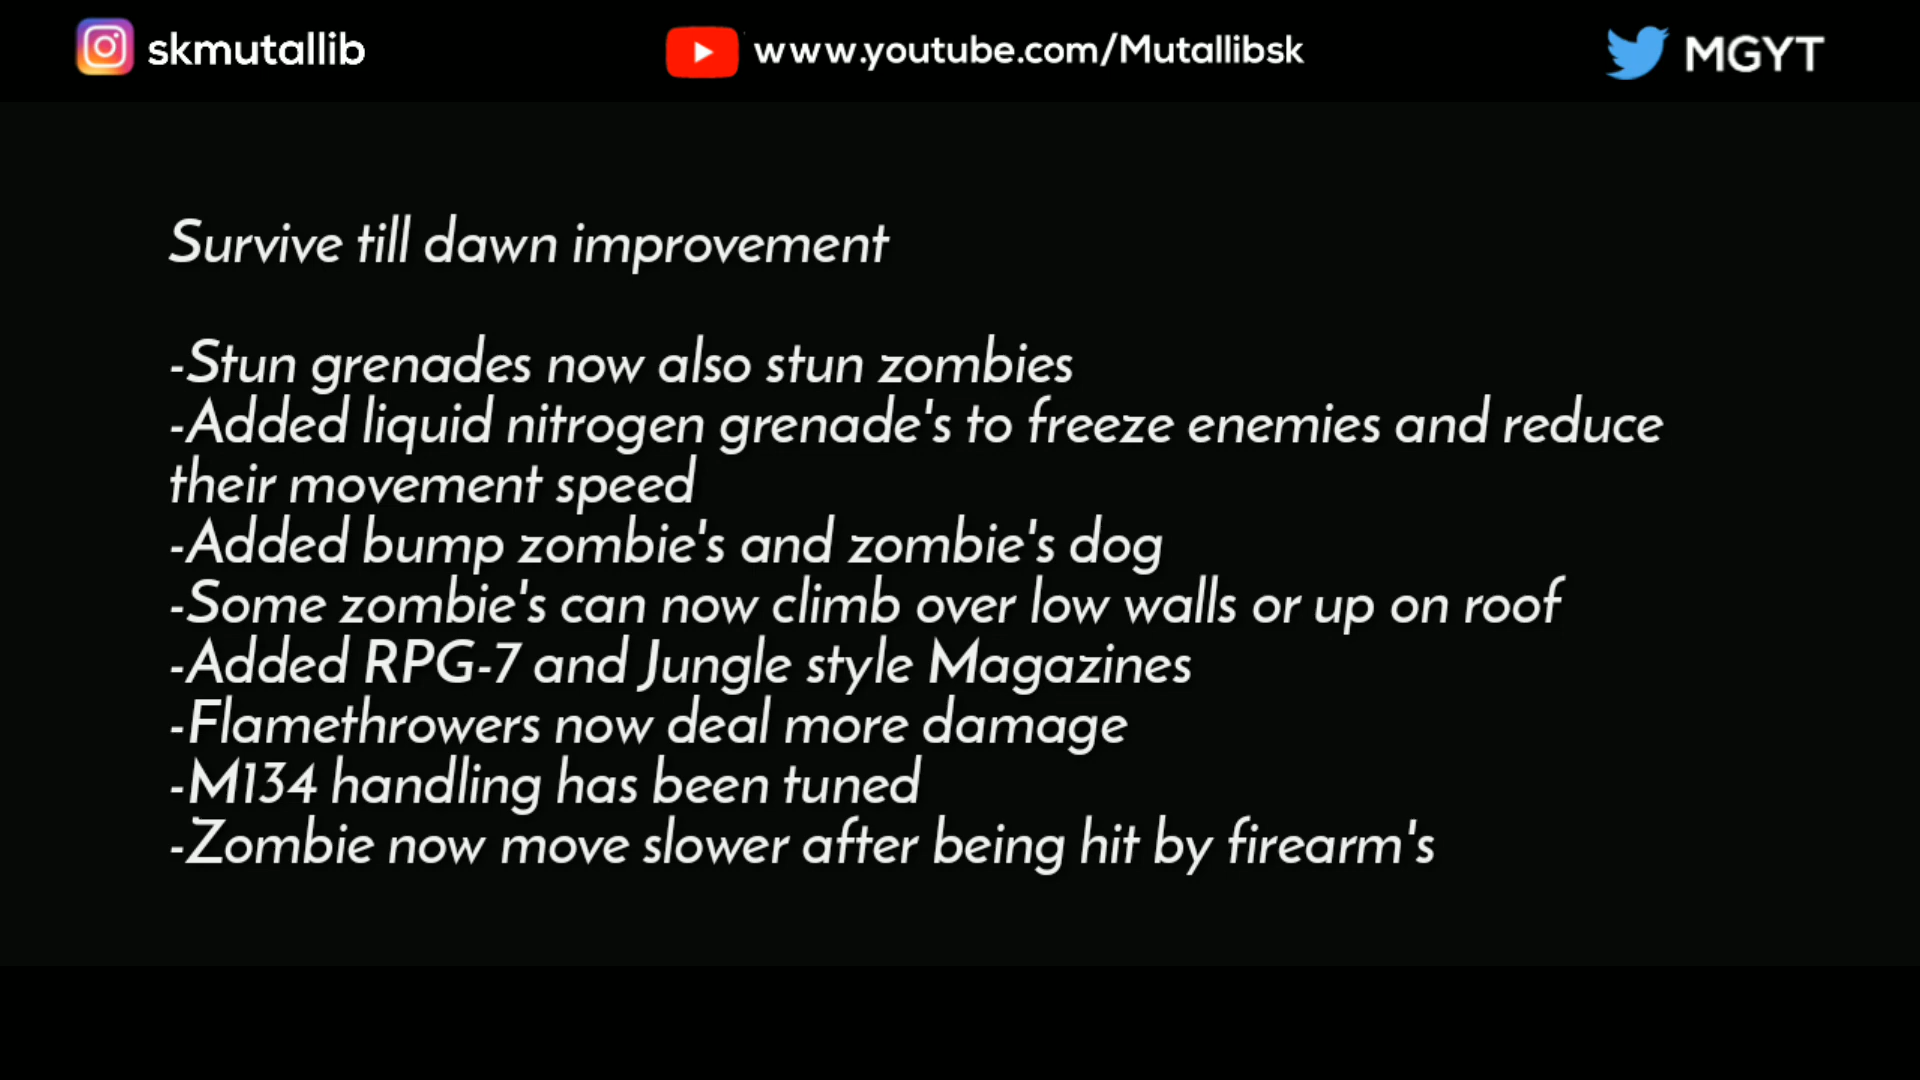 skmutallib
www.youtube.com/Mutallibsk
MGYT
Survive till dawn improvement
-Stun grenades now also stun zombies
-Added liquid nitrogen grenade's to freeze enemies and reduce
their movement speed
-Added bump zombie's and zombie's dog
-Some zombie's can now climb over low walls or up on roof
-Added RPG-7 and Jungle style Magazines
-Flamethrowers now deal more damage
-M134 handling has been tuned
-Zombie now move slower after being hit by firearm's